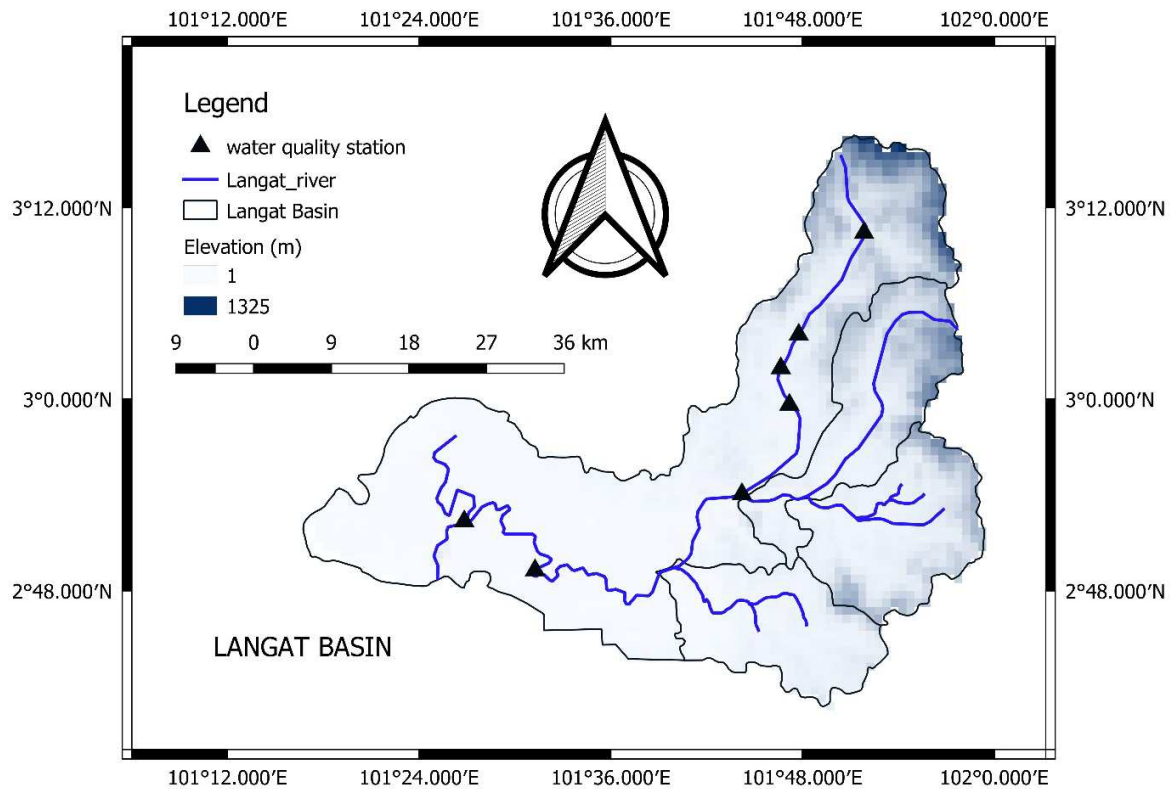 101°12.000'E 101°24.000'E 101°36.000'E 101°48.000'E 102°0.000'E
Legend
water quality station
Langat_river
Langat Basin
Elevation (m)
1
1325
9 0 9 18 27 36 km
3°12.000'N 3°12.000'N
3°0.000'N 3°0.000'N
2°48.000'N 2°48.000'N
LANGAT BASIN
101°12.000'E 101°24.000'E 101°36.000'E 101°48.000'E 102°0.000'E